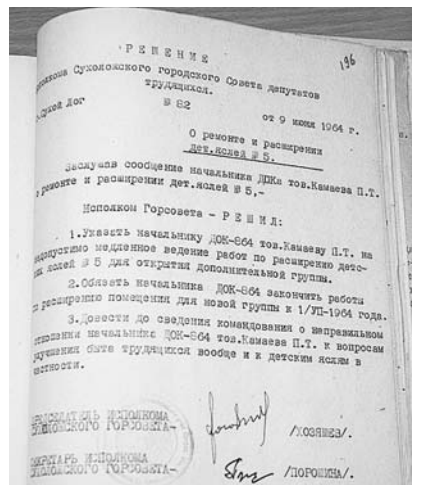 196
РЕШЕНИЕ
исполкома Сухоложского городского Совета депутатов
трудящихся.
г.Сухой Лог № 82 от 9 июня 1964 г.
О ремонте и расширении
дет.яслей № 5.
Заслушав сообщение начальника ДОКа тов.Камаева П.Т.
о ремонте и расширении дет.яслей № 5,-
Исполком Горсовета - РЕШИЛ:
1.Указать начальнику ДОК-864 тов.Камаеву П.Т. на
недопустимо медленное ведение работ по расширению детс-
ких яслей № 5 для открытия дополнительной группы.
2.Обязать начальника ДОК-864 закончить работы
по расширению помещения для новой группы к 1/УП-1964 года.
3.Довести до сведения командования о неправильном
отношении начальника ДОК-864 тов.Камаева П.Т. к вопросам
улучшения быта трудящихся вообще и к детским яслям в
частности.
ПРЕДСЕДАТЕЛЬ ИСПОЛКОМА
СУХОЛОЖСКОГО ГОРСОВЕТА- /ХОЗЯШЕВ/.
СЕКРЕТАРЬ ИСПОЛКОМА
СУХОЛОЖСКОГО ГОРСОВЕТА- /ПОРОШИНА/.